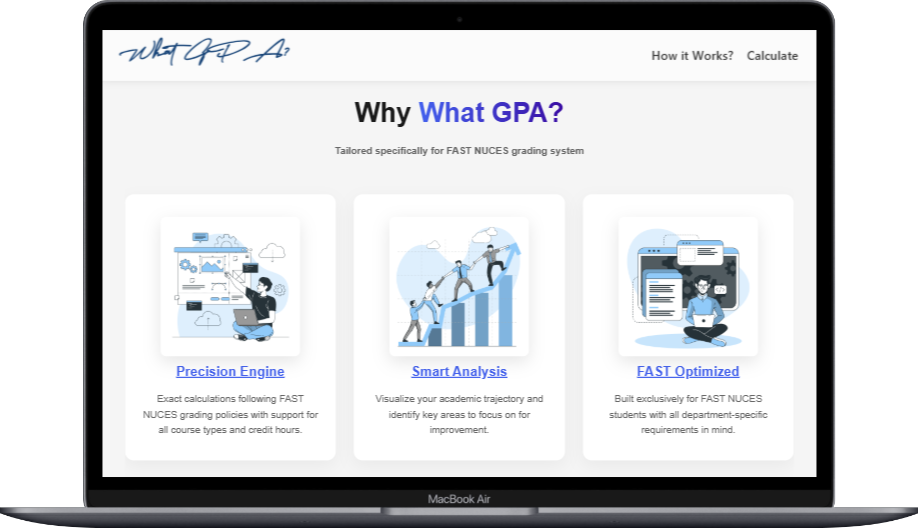 What GPA?
How it Works? Calculate
Why What GPA?
Tailored specifically for FAST NUCES grading system
Precision Engine
Smart Analysis
FAST Optimized
Exact calculations following FAST
NUCES grading policies with support for
all course types and credit hours.
Visualize your academic trajectory and
identify key areas to focus on for
improvement.
Built exclusively for FAST NUCES
students with all department-specific
requirements in mind.
MacBook Air